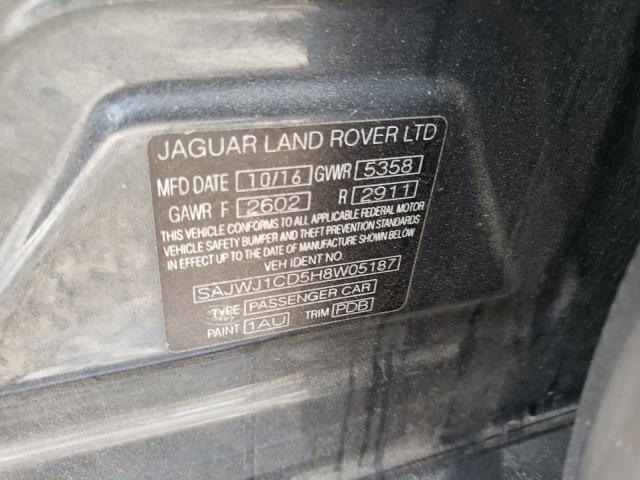 JAGUAR LAND ROVER LTD
MFD DATE 10/16 GVWR 5358
GAWR F 2602 R 2911
THIS VEHICLE CONFORMS TO ALL APPLICABLE FEDERAL MOTOR
VEHICLE SAFETY BUMPER AND THEFT PREVENTION STANDARDS
IN EFFECT UP TO THE DATE OF MANUFACTURE SHOWN BELOW
VEH IDENT NO
SAJWJ1CD5H8W05187
TYPE PASSENGER CAR
PAINT 1AU TRIM PDB